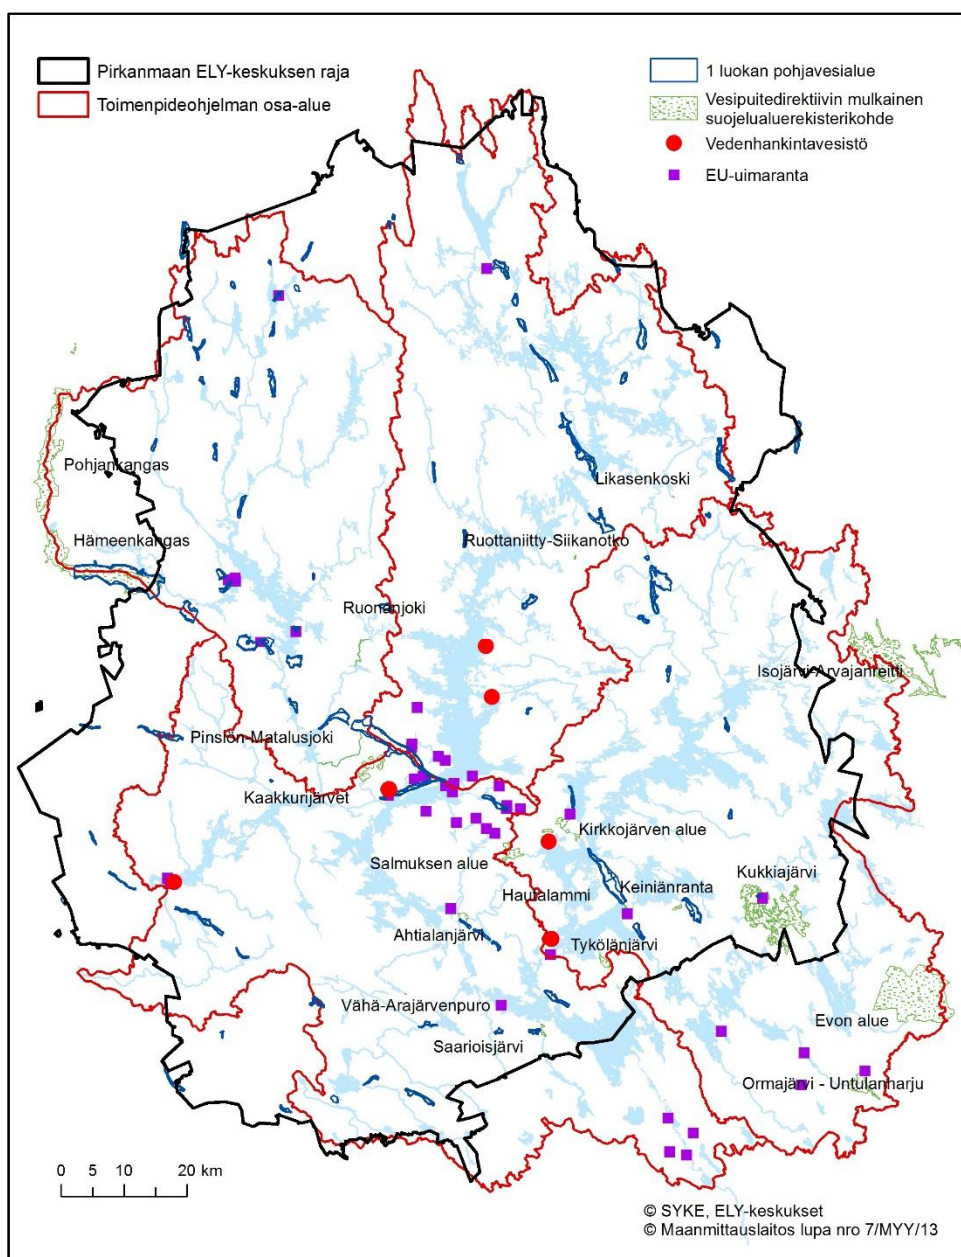 Pirkanmaan ELY-keskuksen raja
Toimenpideohjelman osa-alue
1 luokan pohjavesialue
Vesipuitedirektiivin mulkainen
suojelualuerekisterikohde
Vedenhankintavesistö
EU-uimaranta
Pohjankangas
Likasenkoski
Hämeenkangas
Ruottaniitty-Siikanotko
Ruonanjoki
Isojärvi-Arvajanreitti
Pinsiön-Matalusjoki
Kaakkurijärvet
Kirkkojärven alue
Salmuksen alue
Kukkiajärvi
Keiniänranta
Hautalammi
Ahtialanjärvi
Tykölänjärvi
Vähä-Arajärvenpuro
Evon alue
Saarioisjärvi
Ormajärvi - Untulanharju
0 5 10 20 km
© SYKE, ELY-keskukset
© Maanmittauslaitos lupa nro 7/MYY/13